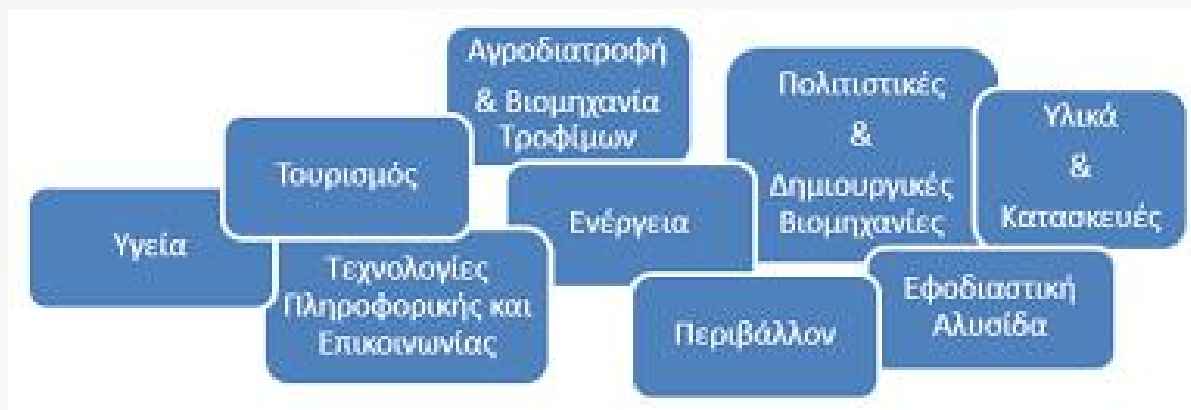 Αγροδιατροφή
& Βιομηχανία
Τροφίμων
Πολιτιστικές
&
Δημιουργικές
Βιομηχανίες
Υλικά
&
Κατασκευές
Τουρισμός
Ενέργεια
Υγεία
Τεχνολογίες
Πληροφορικής και
Επικοινωνίας
Περιβάλλον
Εφοδιαστική
Αλυσίδα